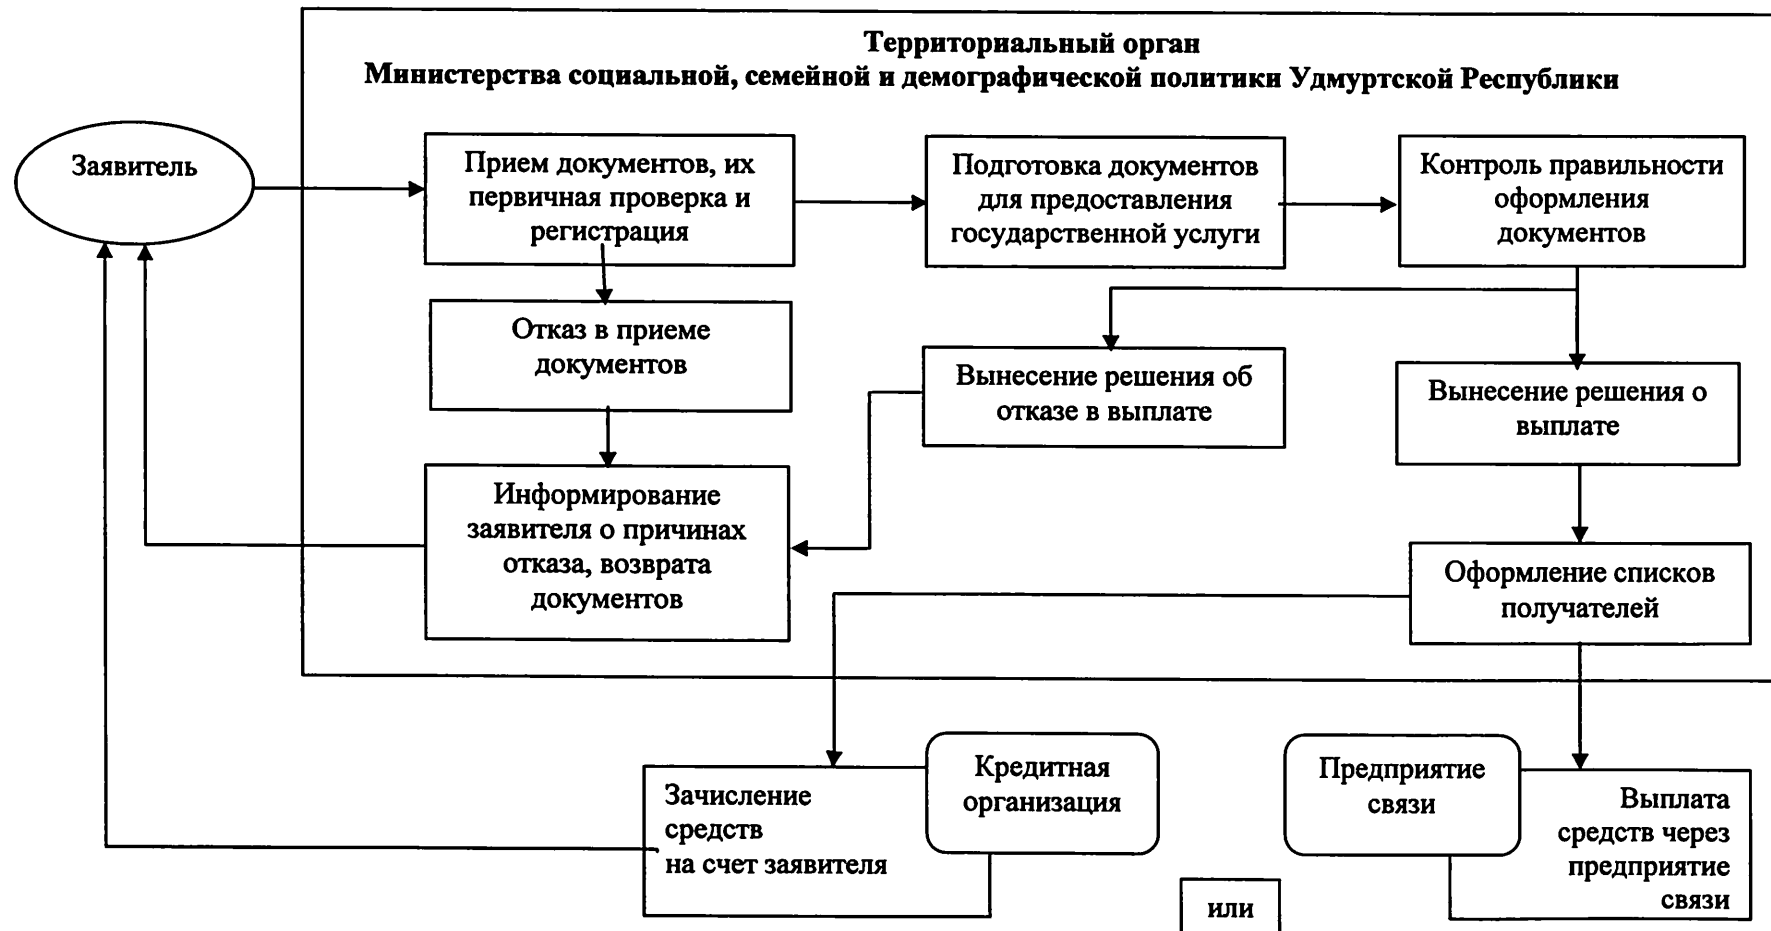 Территориальный орган
Министерства социальной, семейной и демографической политики Удмуртской Республики
Заявитель
Прием документов, их
первичная проверка и
регистрация
Подготовка документов
для предоставления
государственной услуги
Контроль правильности
оформления
документов
Отказ в приеме
документов
Вынесение решения об
отказе в выплате
Вынесение решения о
выплате
Информирование
заявителя о причинах
отказа, возврата
документов
Оформление списков
получателей
Кредитная
организация
Зачисление
средств
на счет заявителя
Предприятие
связи
Выплата
средств через
предприятие
связи
или